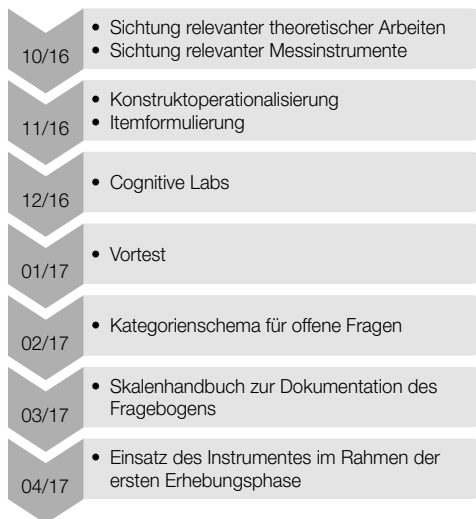 10/16
• Sichtung relevanter theoretischer Arbeiten
• Sichtung relevanter Messinstrumente
11/16
• Konstruktoperationalisierung
• Itemformulierung
12/16
• Cognitive Labs
01/17
• Vortest
02/17
• Kategorienschema für offene Fragen
03/17
• Skalenhandbuch zur Dokumentation des
Fragebogens
04/17
• Einsatz des Instrumentes im Rahmen der
ersten Erhebungsphase